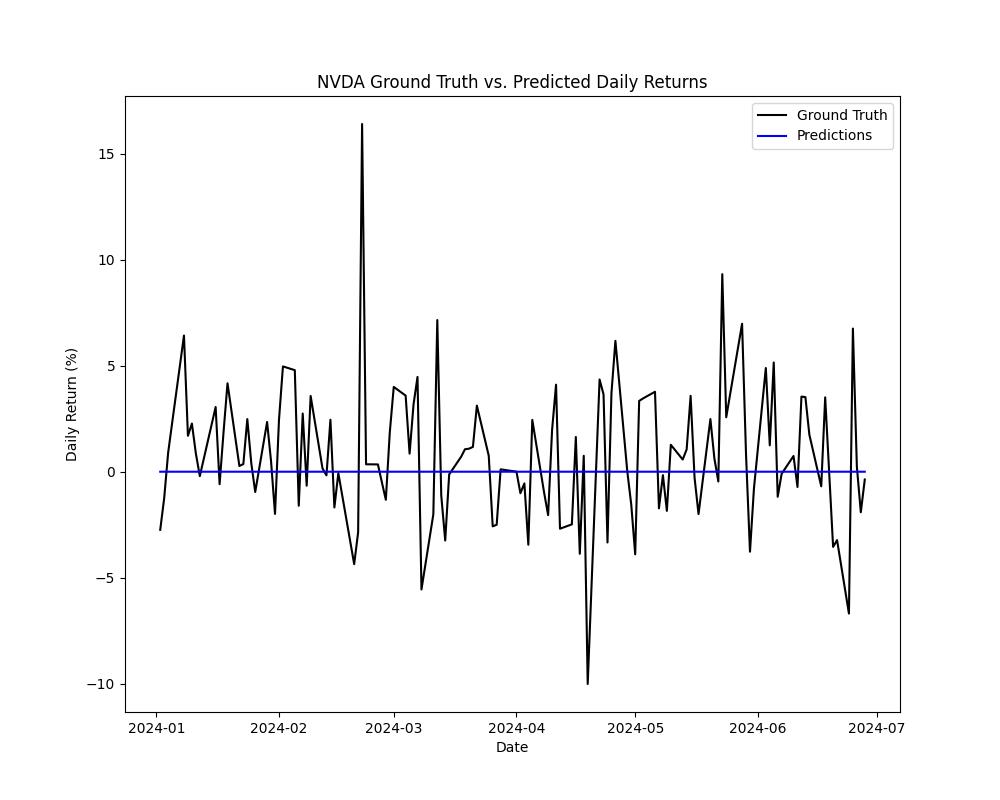 NVDA Ground Truth vs. Predicted Daily Returns
Ground Truth
Predictions
Daily Return (%)
15
10
5
0
−5
−10
2024-01 2024-02 2024-03 2024-04 2024-05 2024-06 2024-07
Date